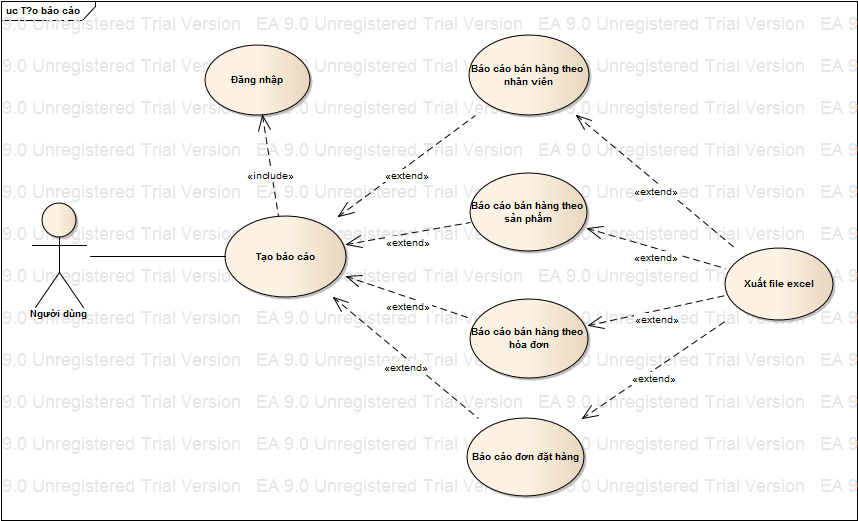 uc T?o báo cáo
EA 9.0 Unregistered Trial Version
Đăng nhập
Báo cáo bán hàng theo
nhân viên
«include»
«extend»
«extend»
Báo cáo bán hàng theo
sản phẩm
«extend»
«extend»
Tạo báo cáo
Xuất file excel
Người dùng
«extend»
«extend»
Báo cáo bán hàng theo
hóa đơn
«extend»
«extend»
Báo cáo đơn đặt hàng